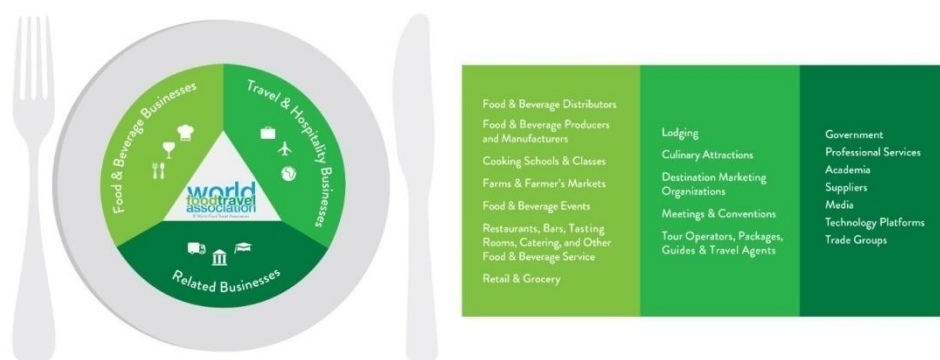 Food & Beverage Businesses
Travel & Hospitality Businesses
world
foodtravel
association
Related Businesses
Food & Beverage Distributors
Food & Beverage Producers
and Manufacturers
Cooking Schools & Classes
Farms & Farmer's Markets
Food & Beverage Events
Restaurants, Bars, Tasting
Rooms, Catering, and Other
Food & Beverage Service
Retail & Grocery
Lodging
Culinary Attractions
Destination Marketing
Organizations
Meetings & Conventions
Tour Operators, Packages,
Guides & Travel Agents
Government
Professional Services
Academia
Suppliers
Media
Technology Platforms
Trade Groups